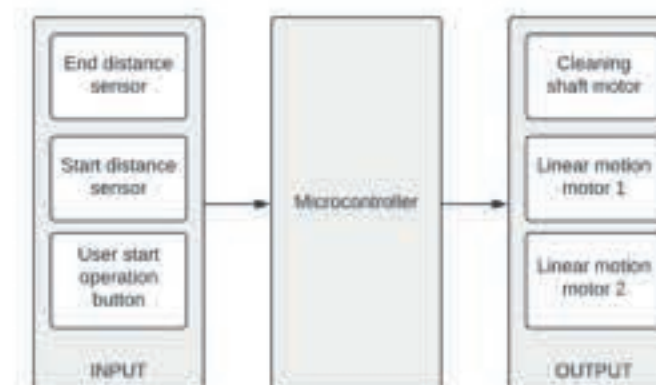 End distance
sensor
Start distance
sensor
User start
operation
button
INPUT
Microcontroller
Cleaning
shaft motor
Linear motion
motor 1
Linear motion
motor 2
OUTPUT